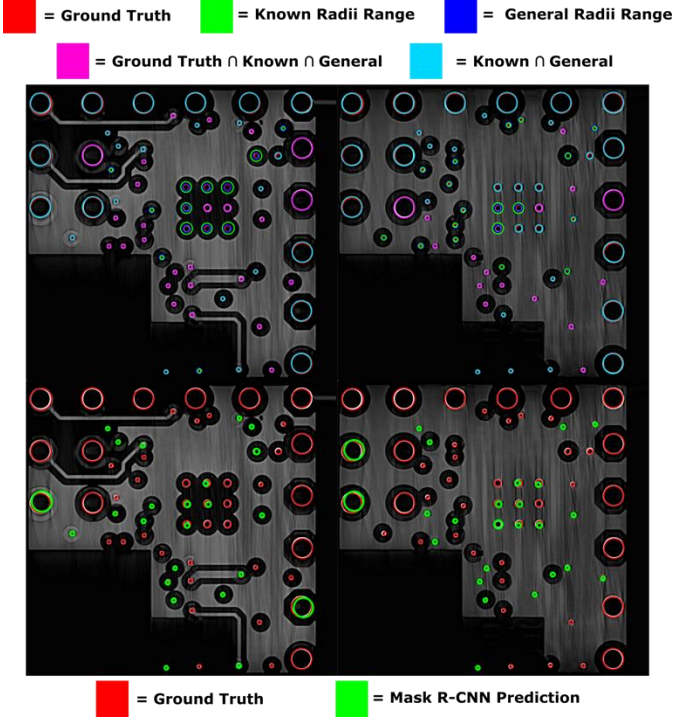 = Ground Truth = Known Radii Range = General Radii Range
= Ground Truth ∩ Known ∩ General = Known ∩ General
= Ground Truth = Mask R-CNN Prediction